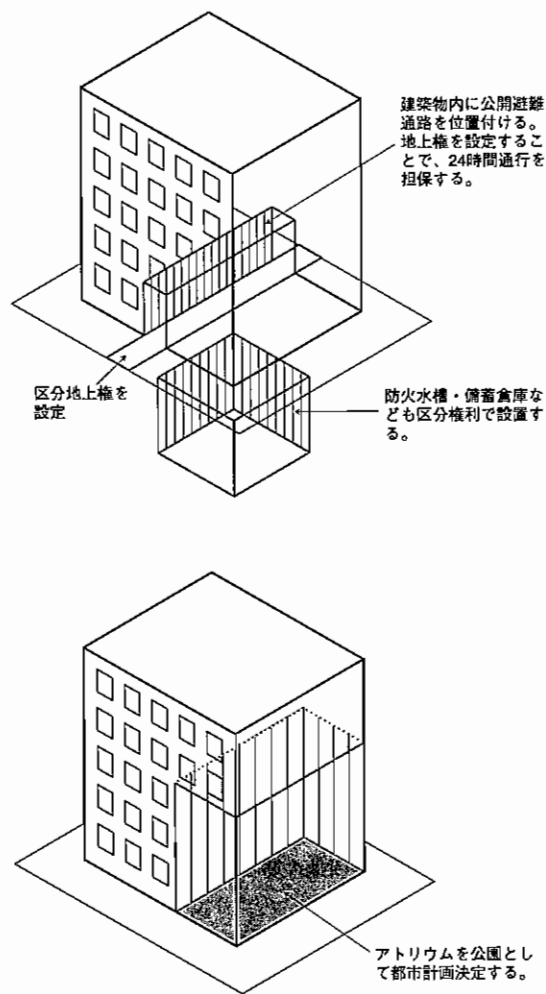 建築物内に公開避難
通路を位置付ける。
地上権を設定するこ
とで、24時間通行を
担保する。
区分地上権を
設定
防火水槽・備蓄倉庫な
ども区分権利で設置す
る。
アトリウムを公園とし
て都市計画決定する。